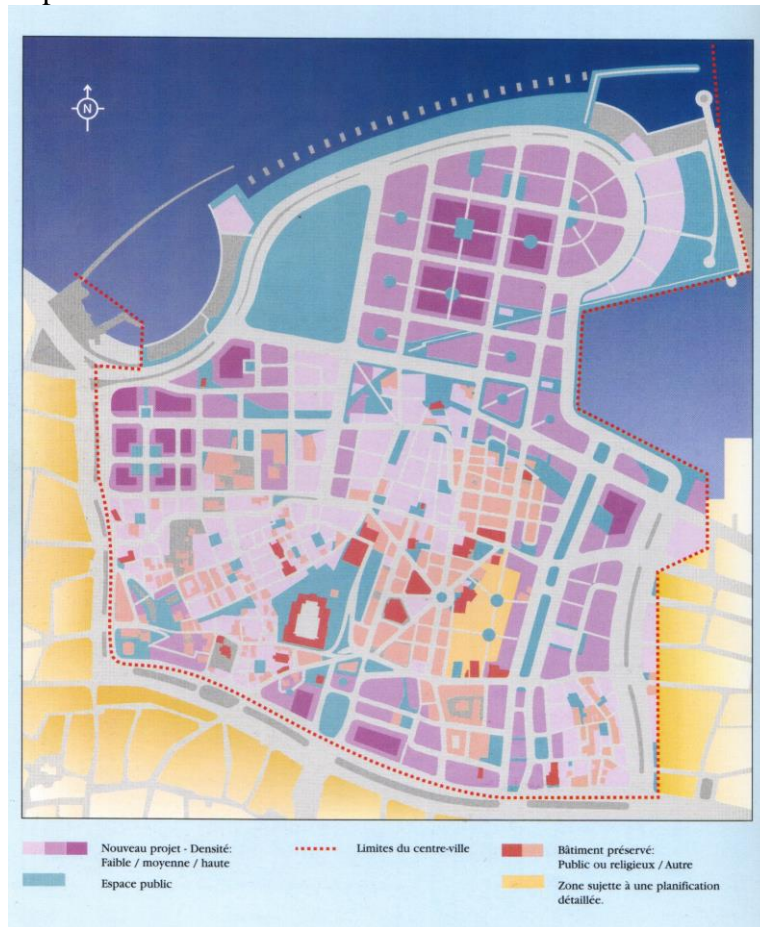 N
Nouveau projet - Densité:
Faible / moyenne / haute
Espace public
Limites du centre-ville
Bâtiment préservé:
Public ou religieux / Autre
Zone sujette à une planification
détaillée.